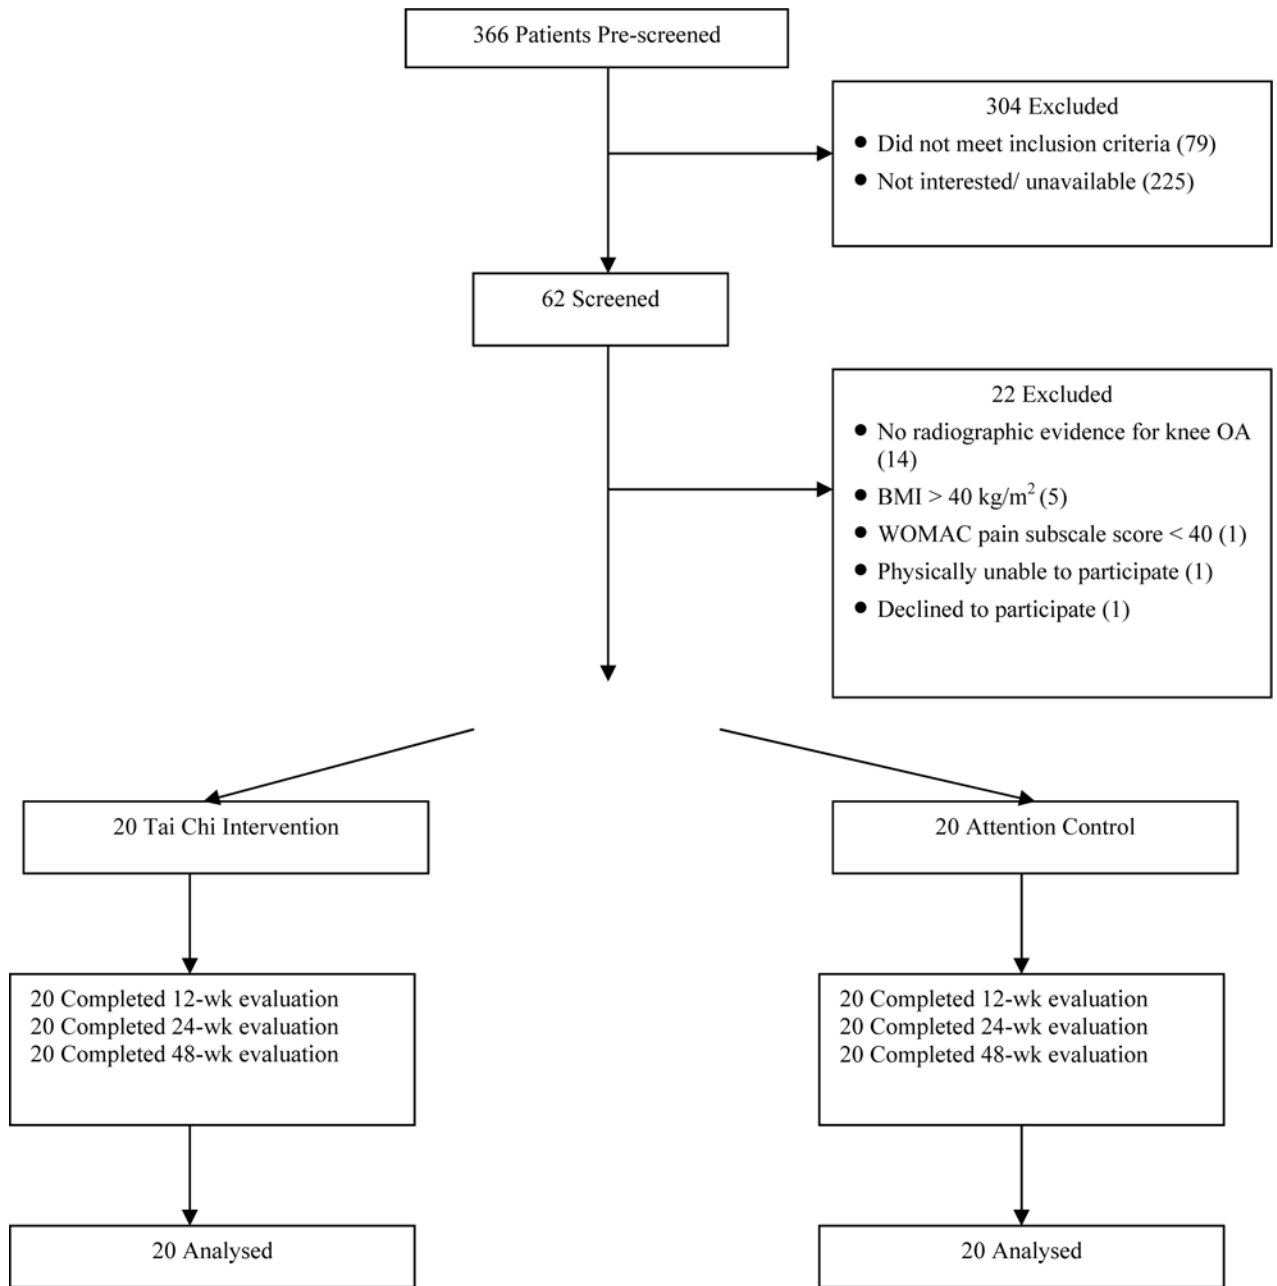 366 Patients Pre-screened
304 Excluded
● Did not meet inclusion criteria (79)
● Not interested/ unavailable (225)
62 Screened
22 Excluded
● No radiographic evidence for knee OA
(14)
● BMI > 40 kg/m² (5)
● WOMAC pain subscale score < 40 (1)
● Physically unable to participate (1)
● Declined to participate (1)
20 Tai Chi Intervention
20 Attention Control
20 Completed 12-wk evaluation
20 Completed 24-wk evaluation
20 Completed 48-wk evaluation
20 Completed 12-wk evaluation
20 Completed 24-wk evaluation
20 Completed 48-wk evaluation
20 Analysed
20 Analysed